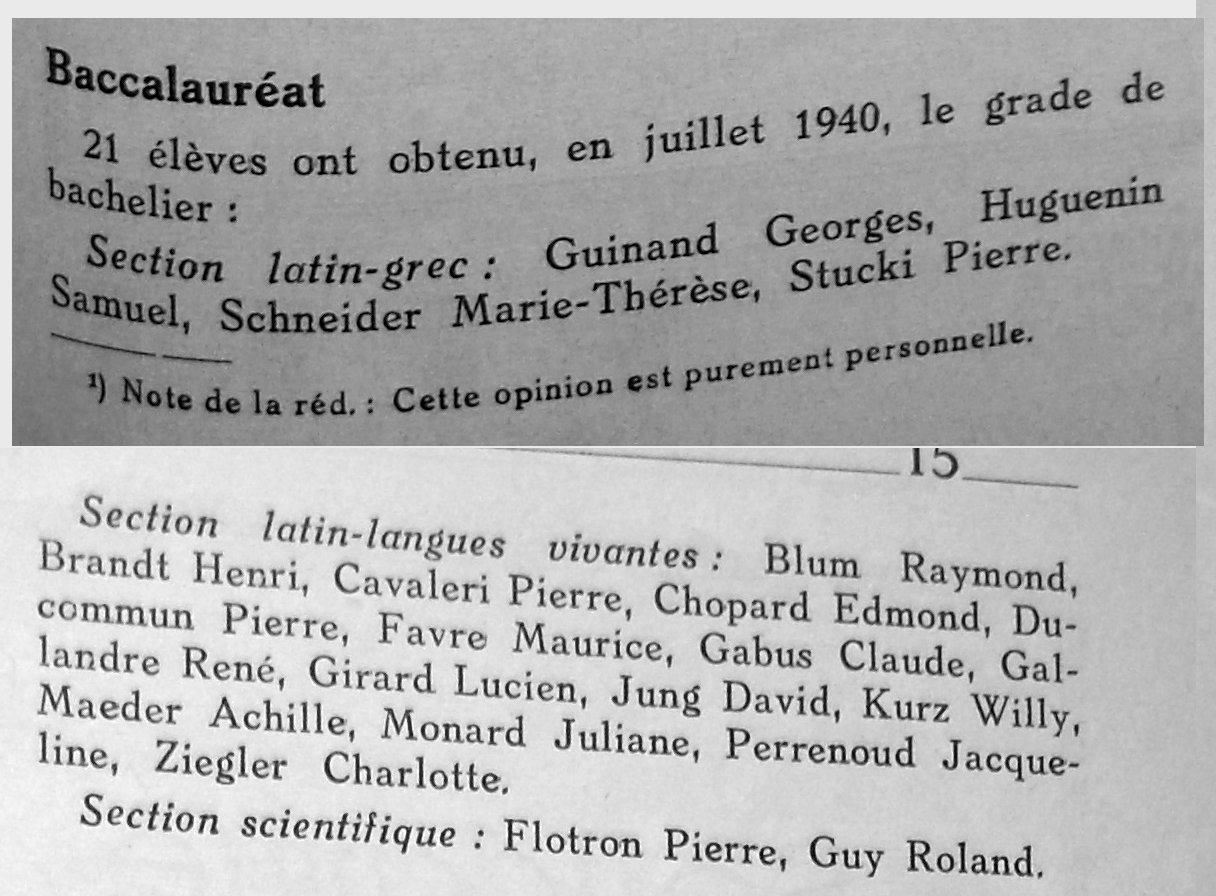 Baccalauréat
21 élèves ont obtenu, en juillet 1940, le grade de
bachelier :
Section latin-grec : Guinand Georges, Huguenin
Samuel, Schneider Marie-Thérèse, Stucki Pierre.
¹) Note de la réd. : Cette opinion est purement personnelle.
15
Section latin-langues vivantes : Blum Raymond,
Brandt Henri, Cavaleri Pierre, Chopard Edmond, Du-
commun Pierre, Favre Maurice, Gabus Claude, Gal-
landre René, Girard Lucien, Jung David, Kurz Willy,
Maeder Achille, Monard Juliane, Perrenoud Jacque-
line, Ziegler Charlotte.
Section scientifique : Flotron Pierre, Guy Roland.